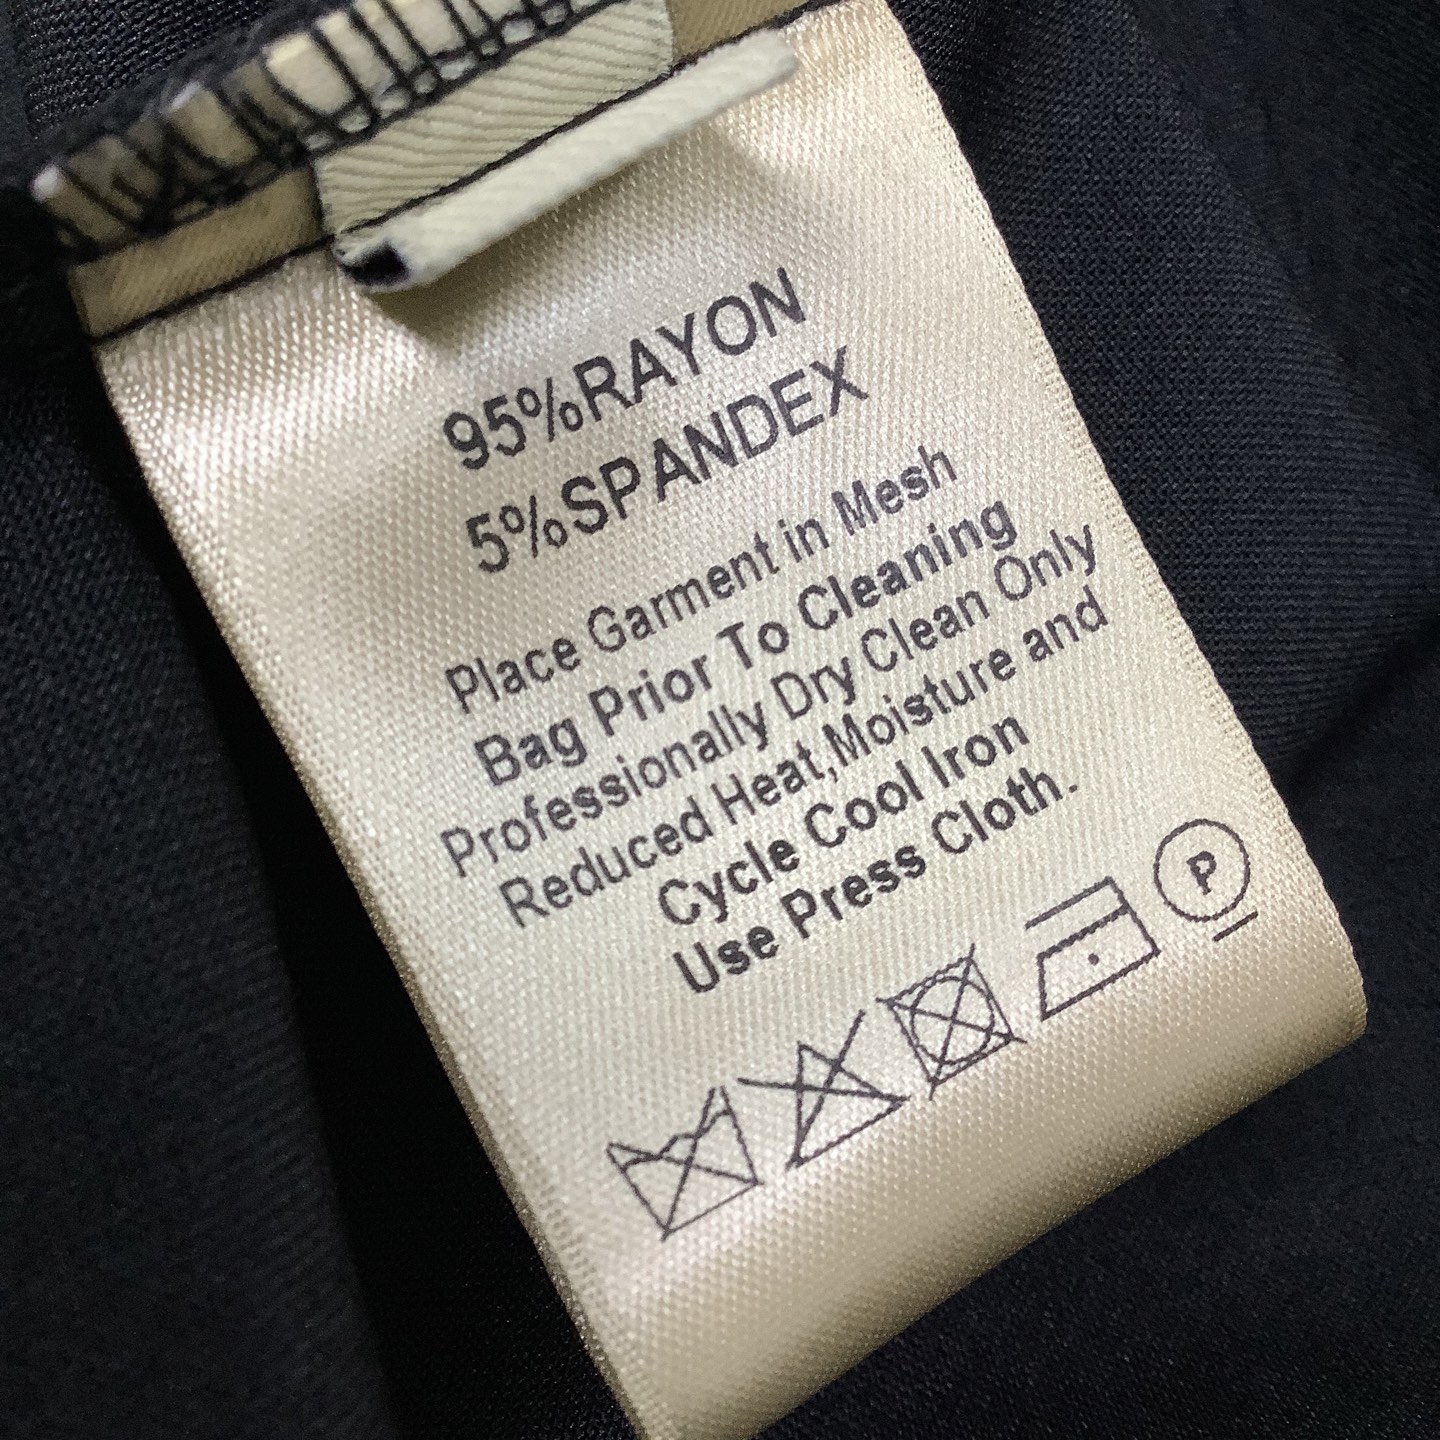 95%RAYON
5%SPANDEX
Place Garment in Mesh
Bag Prior To Cleaning
Professionally Dry Clean Only
Reduced Heat,Moisture and
Cycle Cool Iron
Use Press Cloth.
P